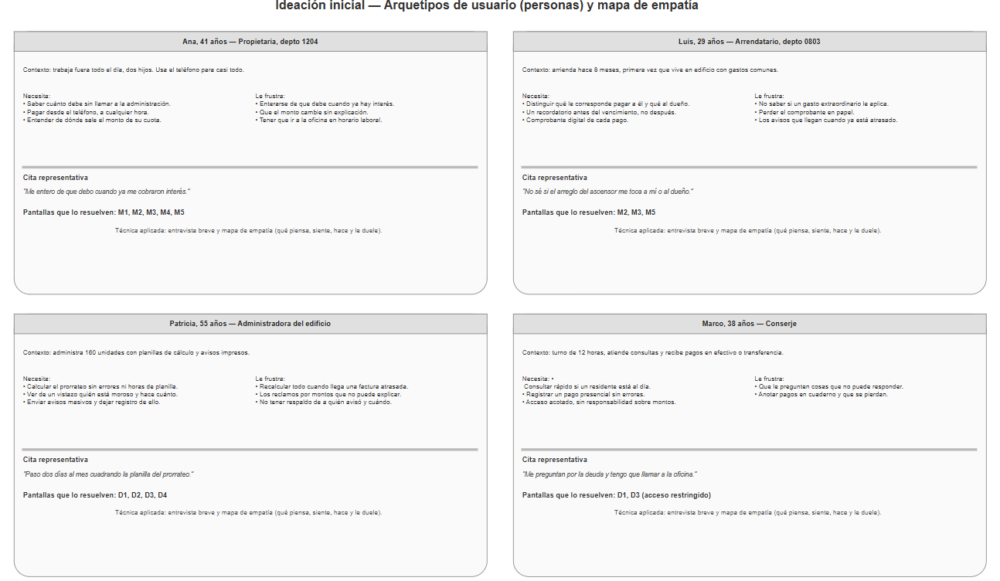 Ideación inicial — Arquetipos de usuario (personas) y mapa de empatía
Ana, 41 años — Propietaria, depto 1204
Contexto: trabaja fuera todo el día, dos hijos. Usa el teléfono para casi todo.
Necesita:
• Saber cuánto debe sin llamar a la administración.
• Pagar desde el teléfono, a cualquier hora.
• Entender de dónde sale el monto de su cuota.
Le frustra:
• Enterarse de que debe cuando ya hay interés.
• Que el monto cambie sin explicación.
• Tener que ir a la oficina en horario laboral.
Cita representativa
"Me entero de que debo cuando ya me cobraron interés."
Pantallas que lo resuelven: M1, M2, M3, M4, M5
Técnica aplicada: entrevista breve y mapa de empatía (qué piensa, siente, hace y le duele).
Luis, 29 años — Arrendatario, depto 0803
Contexto: arrienda hace 8 meses, primera vez que vive en edificio con gastos comunes.
Necesita:
• Distinguir qué le corresponde pagar a él y qué al dueño.
• Un recordatorio antes del vencimiento, no después.
• Comprobante digital de cada pago.
Le frustra:
• No saber si un gasto extraordinario le aplica.
• Perder el comprobante en papel.
• Los avisos que llegan cuando ya está atrasado.
Cita representativa
"No sé si el arreglo del ascensor me toca a mí o al dueño."
Pantallas que lo resuelven: M2, M3, M5
Técnica aplicada: entrevista breve y mapa de empatía (qué piensa, siente, hace y le duele).
Patricia, 55 años — Administradora del edificio
Contexto: administra 160 unidades con planillas de cálculo y avisos impresos.
Necesita:
• Calcular el prorrateo sin errores ni horas de planilla.
• Ver de un vistazo quién está moroso y hace cuánto.
• Enviar avisos masivos y dejar registro de ello.
Le frustra:
• Recalcular todo cuando llega una factura atrasada.
• Los reclamos por montos que no puede explicar.
• No tener respaldo de a quién avisó y cuándo.
Cita representativa
"Paso dos días al mes cuadrando la planilla del prorrateo."
Pantallas que lo resuelven: D1, D2, D3, D4
Técnica aplicada: entrevista breve y mapa de empatía (qué piensa, siente, hace y le duele).
Marco, 38 años — Conserje
Contexto: turno de 12 horas, atiende consultas y recibe pagos en efectivo o transferencia.
Necesita: •
Consultar rápido si un residente está al día.
• Registrar un pago presencial sin errores.
• Acceso acotado, sin responsabilidad sobre montos.
Le frustra:
• Que le pregunten cosas que no puede responder.
• Anotar pagos en cuaderno y que se pierdan.
Cita representativa
"Me preguntan por la deuda y tengo que llamar a la oficina."
Pantallas que lo resuelven: D1, D3 (acceso restringido)
Técnica aplicada: entrevista breve y mapa de empatía (qué piensa, siente, hace y le duele).